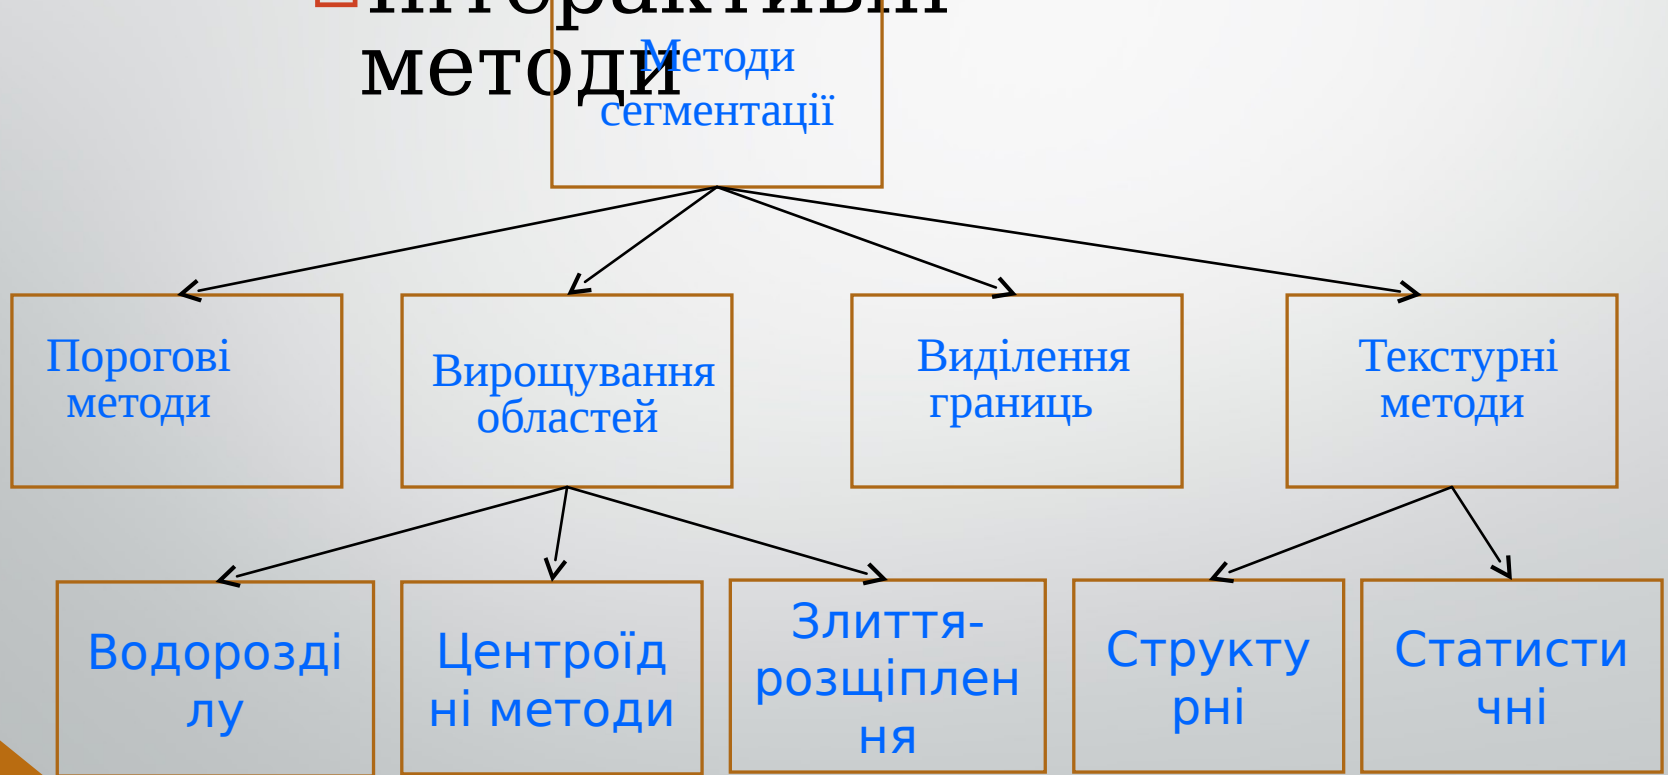 інтерактивні
методи
Методи
сегментації
Порогові
методи
Вирощування
областей
Виділення
границь
Текстурні
методи
Водорозді
лу
Центроїд
ні методи
Злиття-
розщіплен
ня
Структу
рні
Статисти
чні